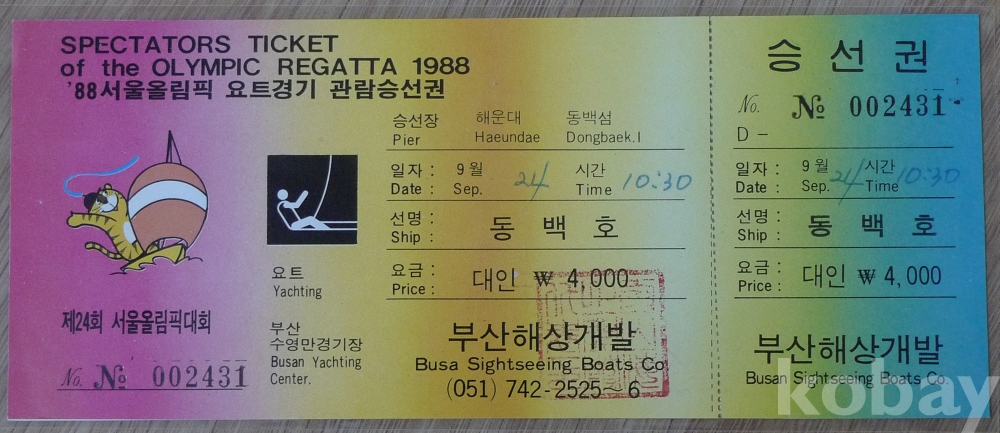 SPECTATORS TICKET
of the OLYMPIC REGATTA 1988
'88서울올림픽 요트경기 관람승선권
승선장 해운대 동백섬
Pier Haeundae Dongbaek.I
일자 : 9월 24 시간 10:30
Date : Sep. Time
선명 : 동백호
Ship :
요금 : 대인 ₩ 4,000
Price :
요트
Yachting
제24회 서울올림픽대회
부산
수영만경기장
Busan Yachting
Center.
No. № 002431
부산해상개발
Busa Sightseeing Boats Co.
(051) 742-2525~6
승선권
No. № 002431
D -
일자 : 9월 24 시간 10:30
Date : Sep. Time
선명 : 동백호
Ship :
요금 : 대인 ₩ 4,000
Price :
부산해상개발
Busan Sightseeing Boats Co.
kobay